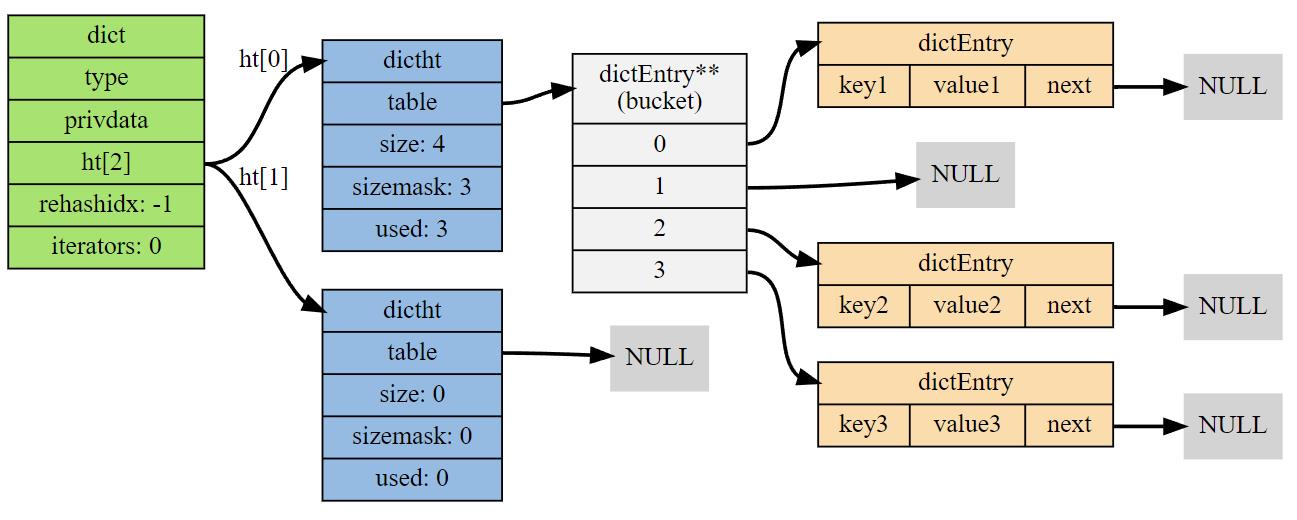 dict
type
privdata
ht[2]
rehashidx: -1
iterators: 0
ht[0]
ht[1]
dictht
table
size: 4
sizemask: 3
used: 3
dictht
table
size: 0
sizemask: 0
used: 0
NULL
dictEntry**
(bucket)
0
1
2
3
dictEntry
key1 value1 next
NULL
NULL
dictEntry
key2 value2 next
NULL
dictEntry
key3 value3 next
NULL